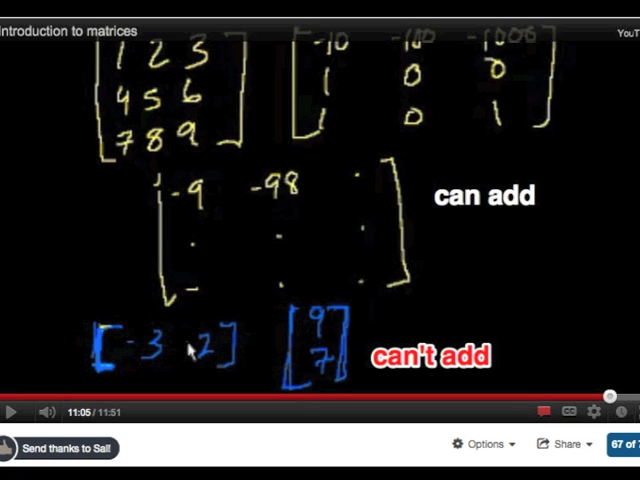 Introduction to matrices
YouT
1 2 3
-10 -100 -1000
4 5 6
1 0 0
7 8 9
1 0 1
-9 -98 .
can add
. . .
- . .
[-3 2] [9
7]
can't add
11:05 / 11:51
CC
Send thanks to Sal!
Options
Share
67 of 7